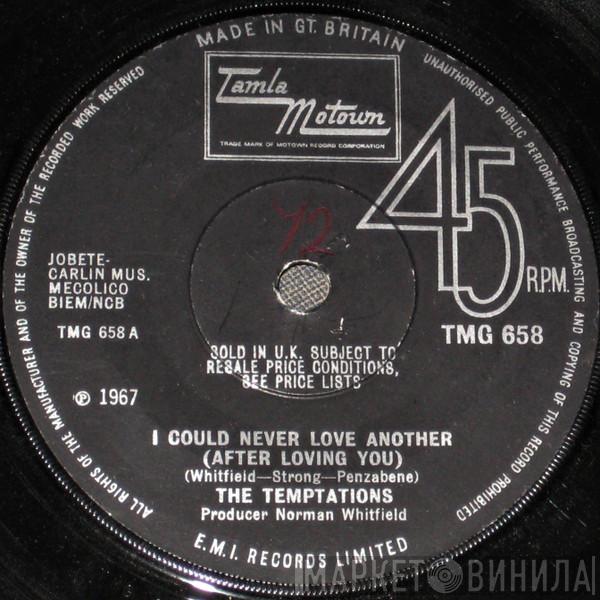 MADE IN GT. BRITAIN
UNAUTHORISED PUBLIC PERFORMANCE BROADCASTING AND COPYING OF THIS RECORD PROHIBITED
ALL RIGHTS OF THE MANUFACTURER AND OF THE OWNER OF THE RECORDED WORK RESERVED
Tamla
Motown
TRADE MARK OF MOTOWN RECORD CORPORATION
45
R.P.M.
72
JOBETE-
CARLIN MUS.
MECOLICO
BIEM/NCB
TMG 658 A
TMG 658
SOLD IN U.K. SUBJECT TO
RESALE PRICE CONDITIONS,
SEE PRICE LISTS
℗ 1967
I COULD NEVER LOVE ANOTHER
(AFTER LOVING YOU)
(Whitfield—Strong—Penzabene)
THE TEMPTATIONS
Producer Norman Whitfield
E.M.I. RECORDS LIMITED
МАРКЕТ ВИНИЛА